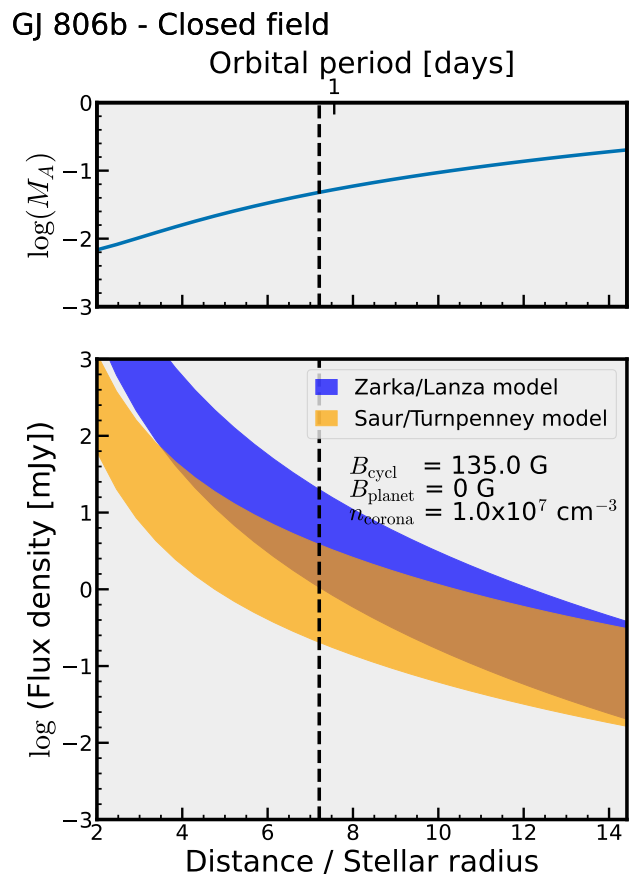 GJ 806b - Closed field
Orbital period [days]
1
0
−1
−2
−3
log(M_A)
3
2
1
0
−1
−2
−3
log (Flux density [mJy])
Zarka/Lanza model
Saur/Turnpenney model
B_cycl = 135.0 G
B_planet = 0 G
n_corona = 1.0x10^7 cm^−3
2 4 6 8 10 12 14
Distance / Stellar radius